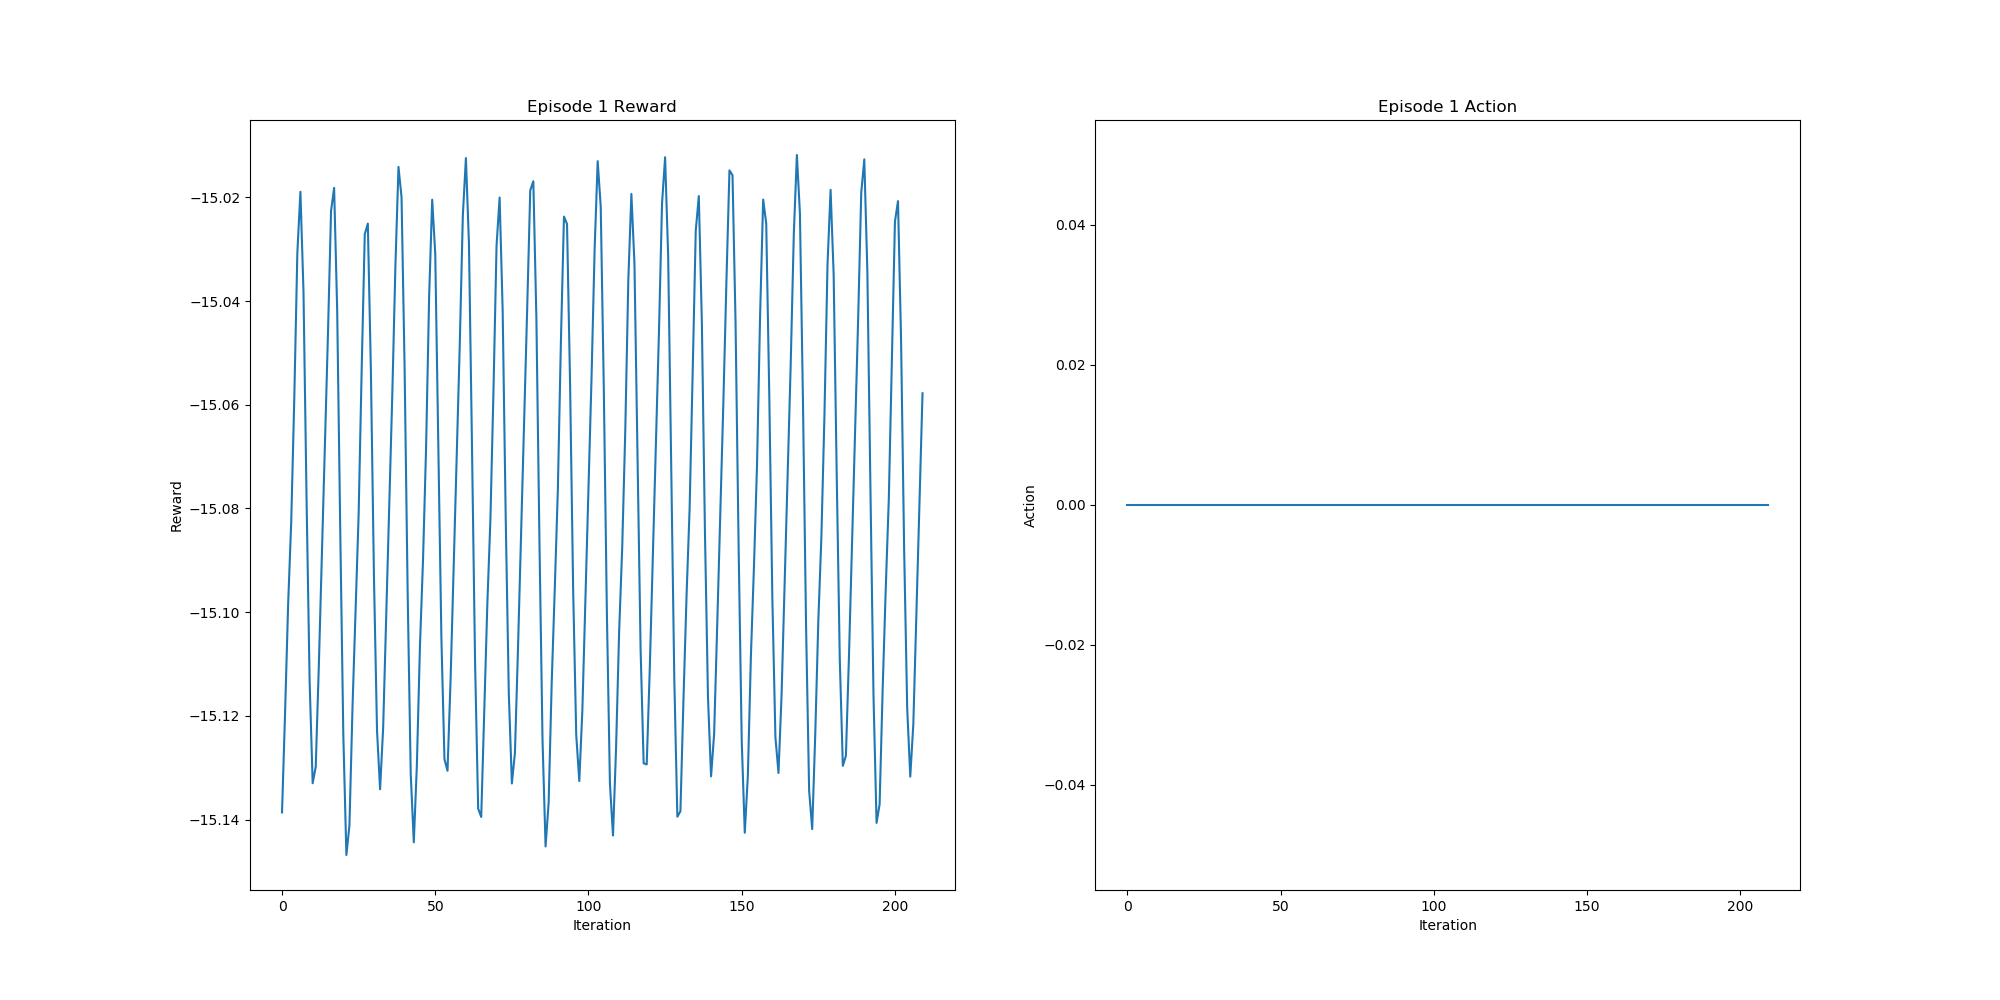 Episode 1 Reward
−15.02
−15.04
−15.06
−15.08
−15.10
−15.12
−15.14
Reward
0 50 100 150 200
Iteration
Episode 1 Action
0.04
0.02
0.00
−0.02
−0.04
Action
0 50 100 150 200
Iteration